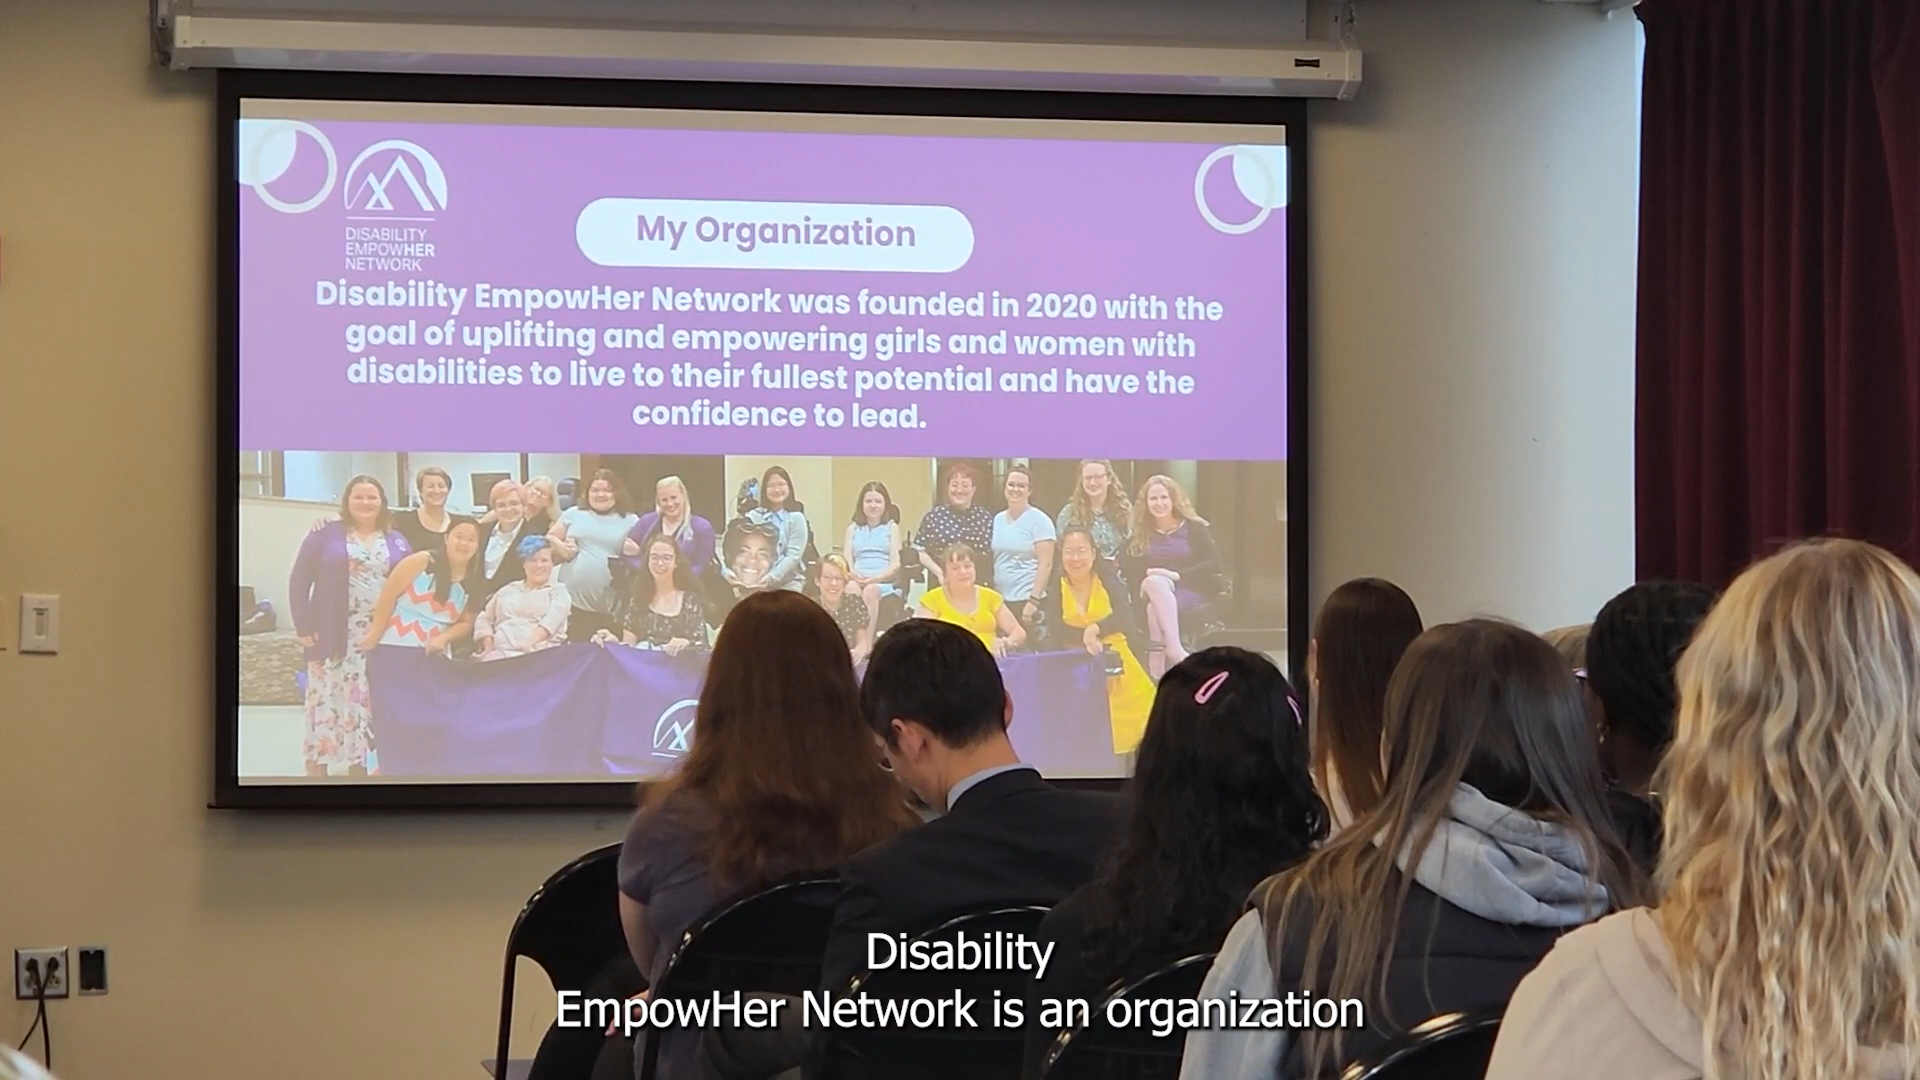 DISABILITY
EMPOWHER
NETWORK
My Organization
Disability EmpowHer Network was founded in 2020 with the
goal of uplifting and empowering girls and women with
disabilities to live to their fullest potential and have the
confidence to lead.
Disability
EmpowHer Network is an organization